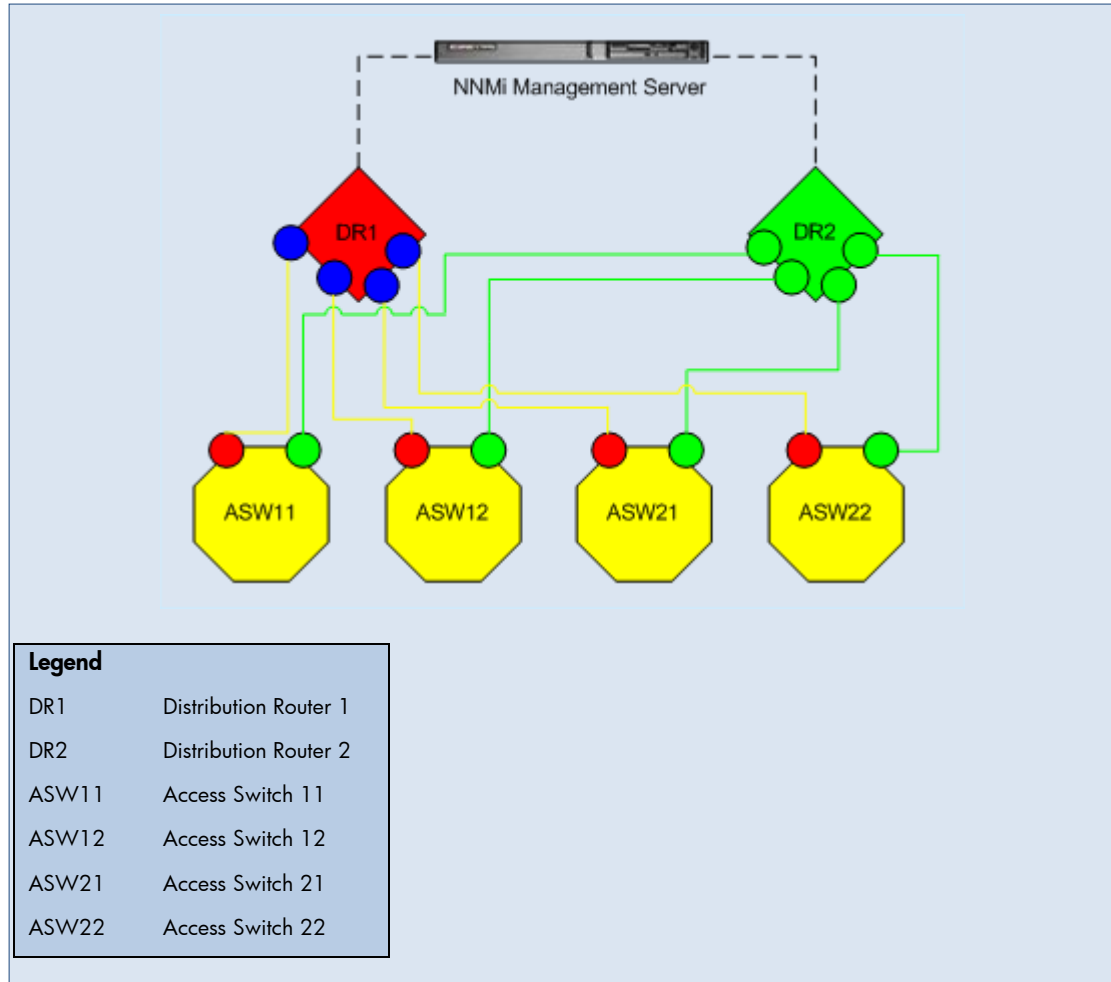 NNMi Management Server
DR1
DR2
ASW11
ASW12
ASW21
ASW22
Legend
DR1 Distribution Router 1
DR2 Distribution Router 2
ASW11 Access Switch 11
ASW12 Access Switch 12
ASW21 Access Switch 21
ASW22 Access Switch 22